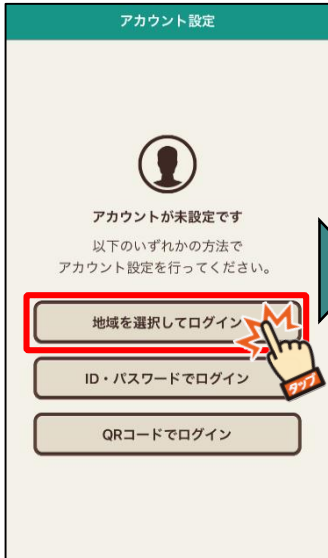 アカウント設定
アカウントが未設定です
以下のいずれかの方法で
アカウント設定を行ってください。
地域を選択してログイン
ID・パスワードでログイン
タップ
QRコードでログイン